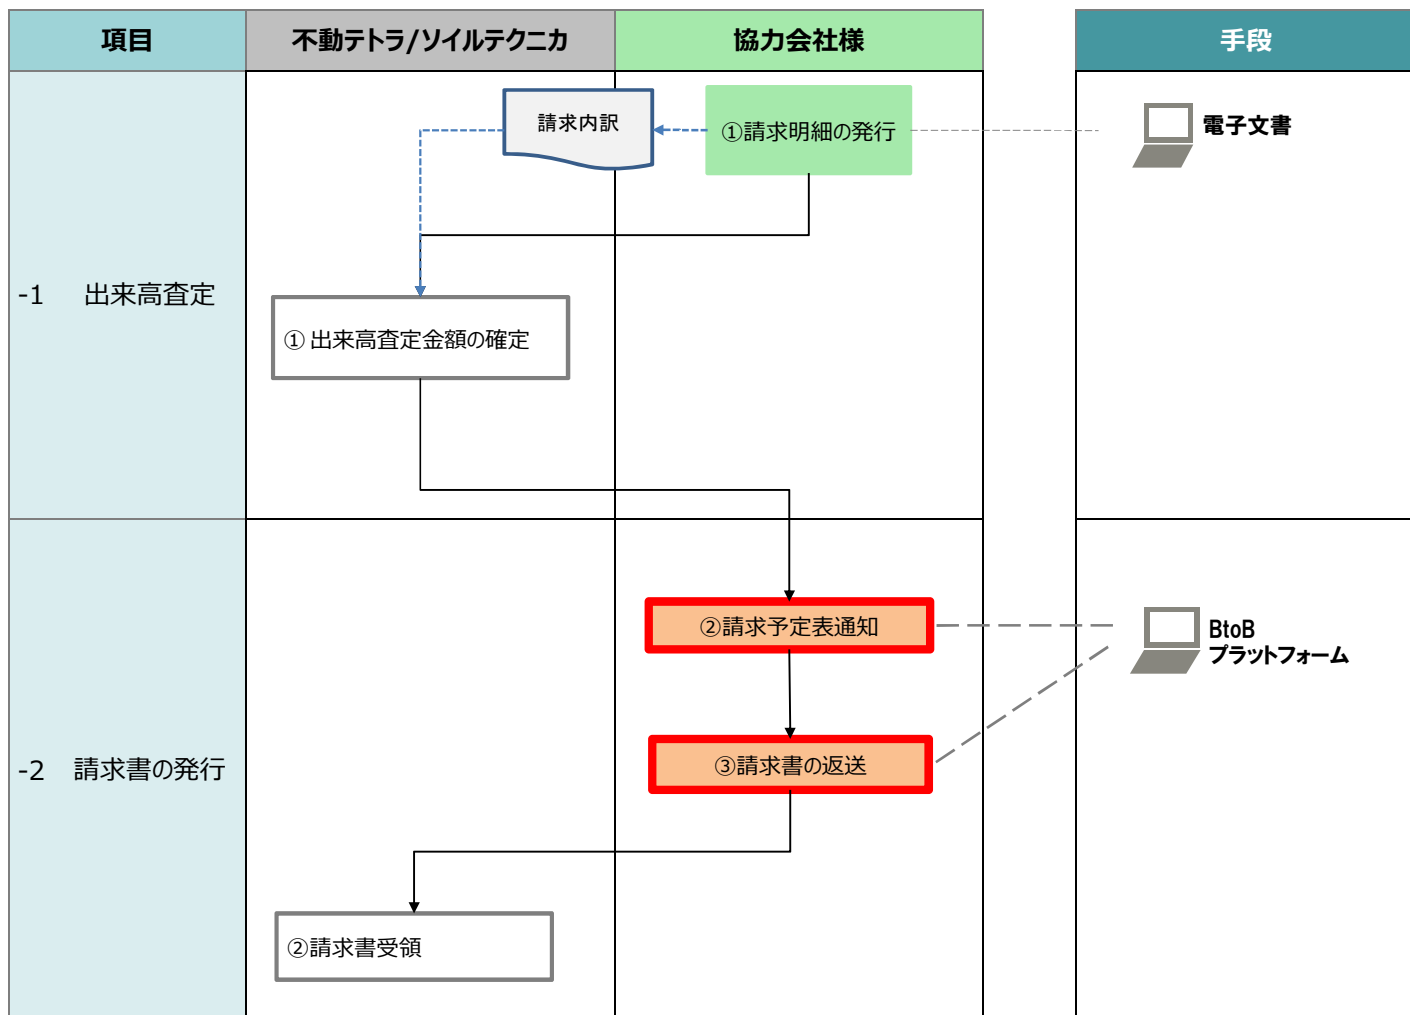 項目
不動テトラ/ソイルテクニカ
協力会社様
手段
請求内訳
①請求明細の発行
電子文書
-1 出来高査定
① 出来高査定金額の確定
②請求予定表通知
BtoB
プラットフォーム
-2 請求書の発行
③請求書の返送
②請求書受領